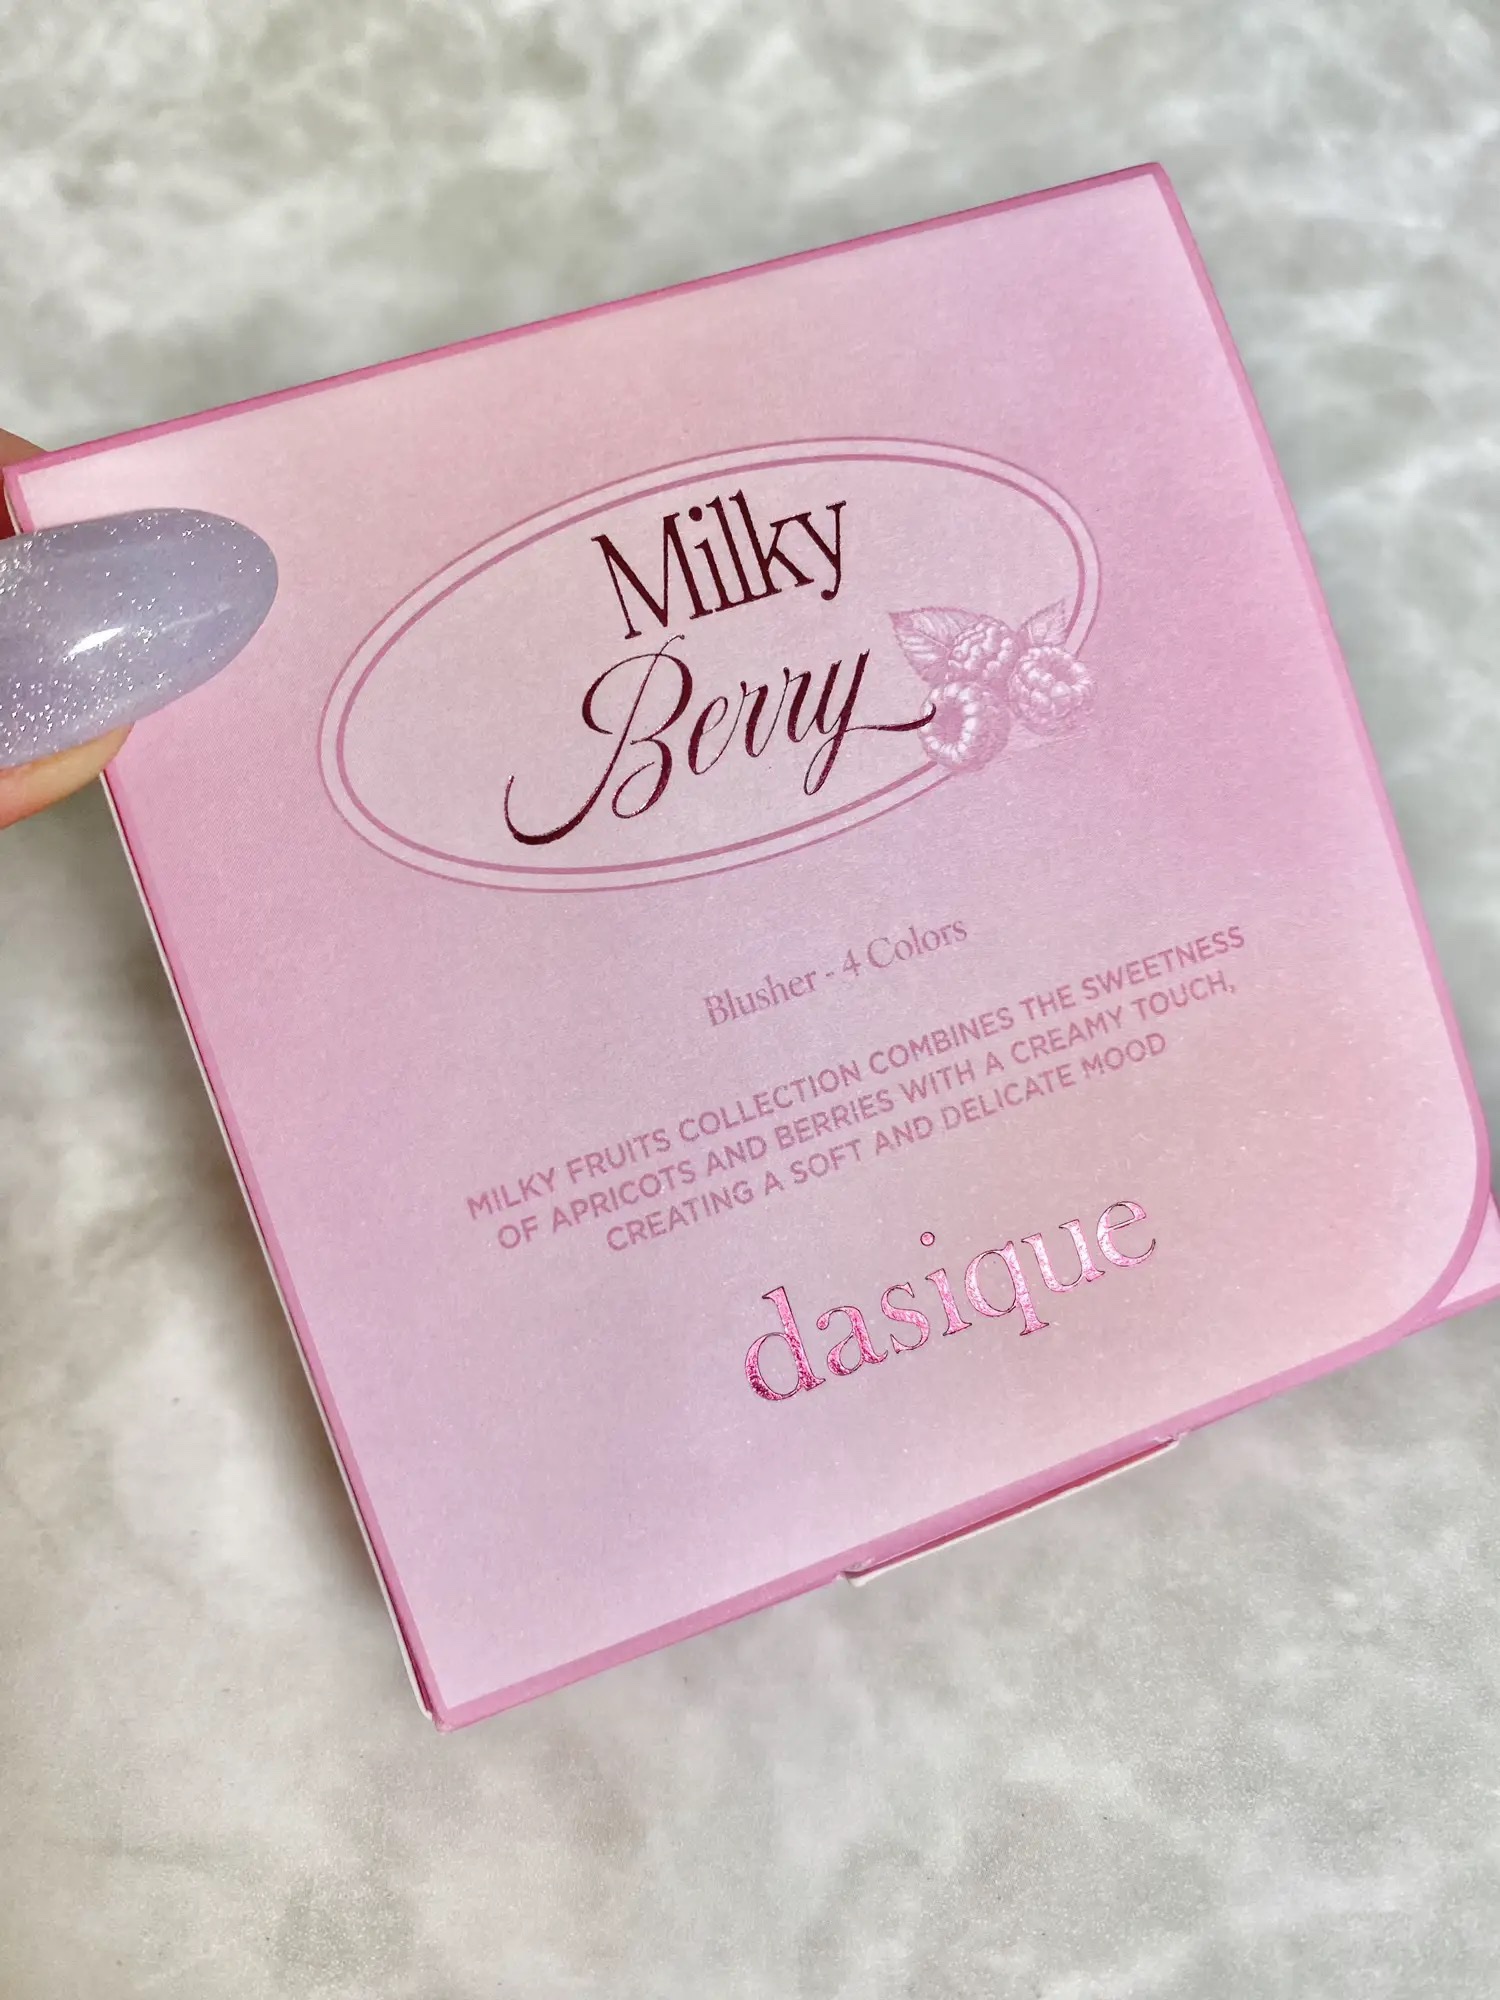 Milky
Berry
Blusher - 4 Colors
MILKY FRUITS COLLECTION COMBINES THE SWEETNESS
OF APRICOTS AND BERRIES WITH A CREAMY TOUCH,
CREATING A SOFT AND DELICATE MOOD
dasique